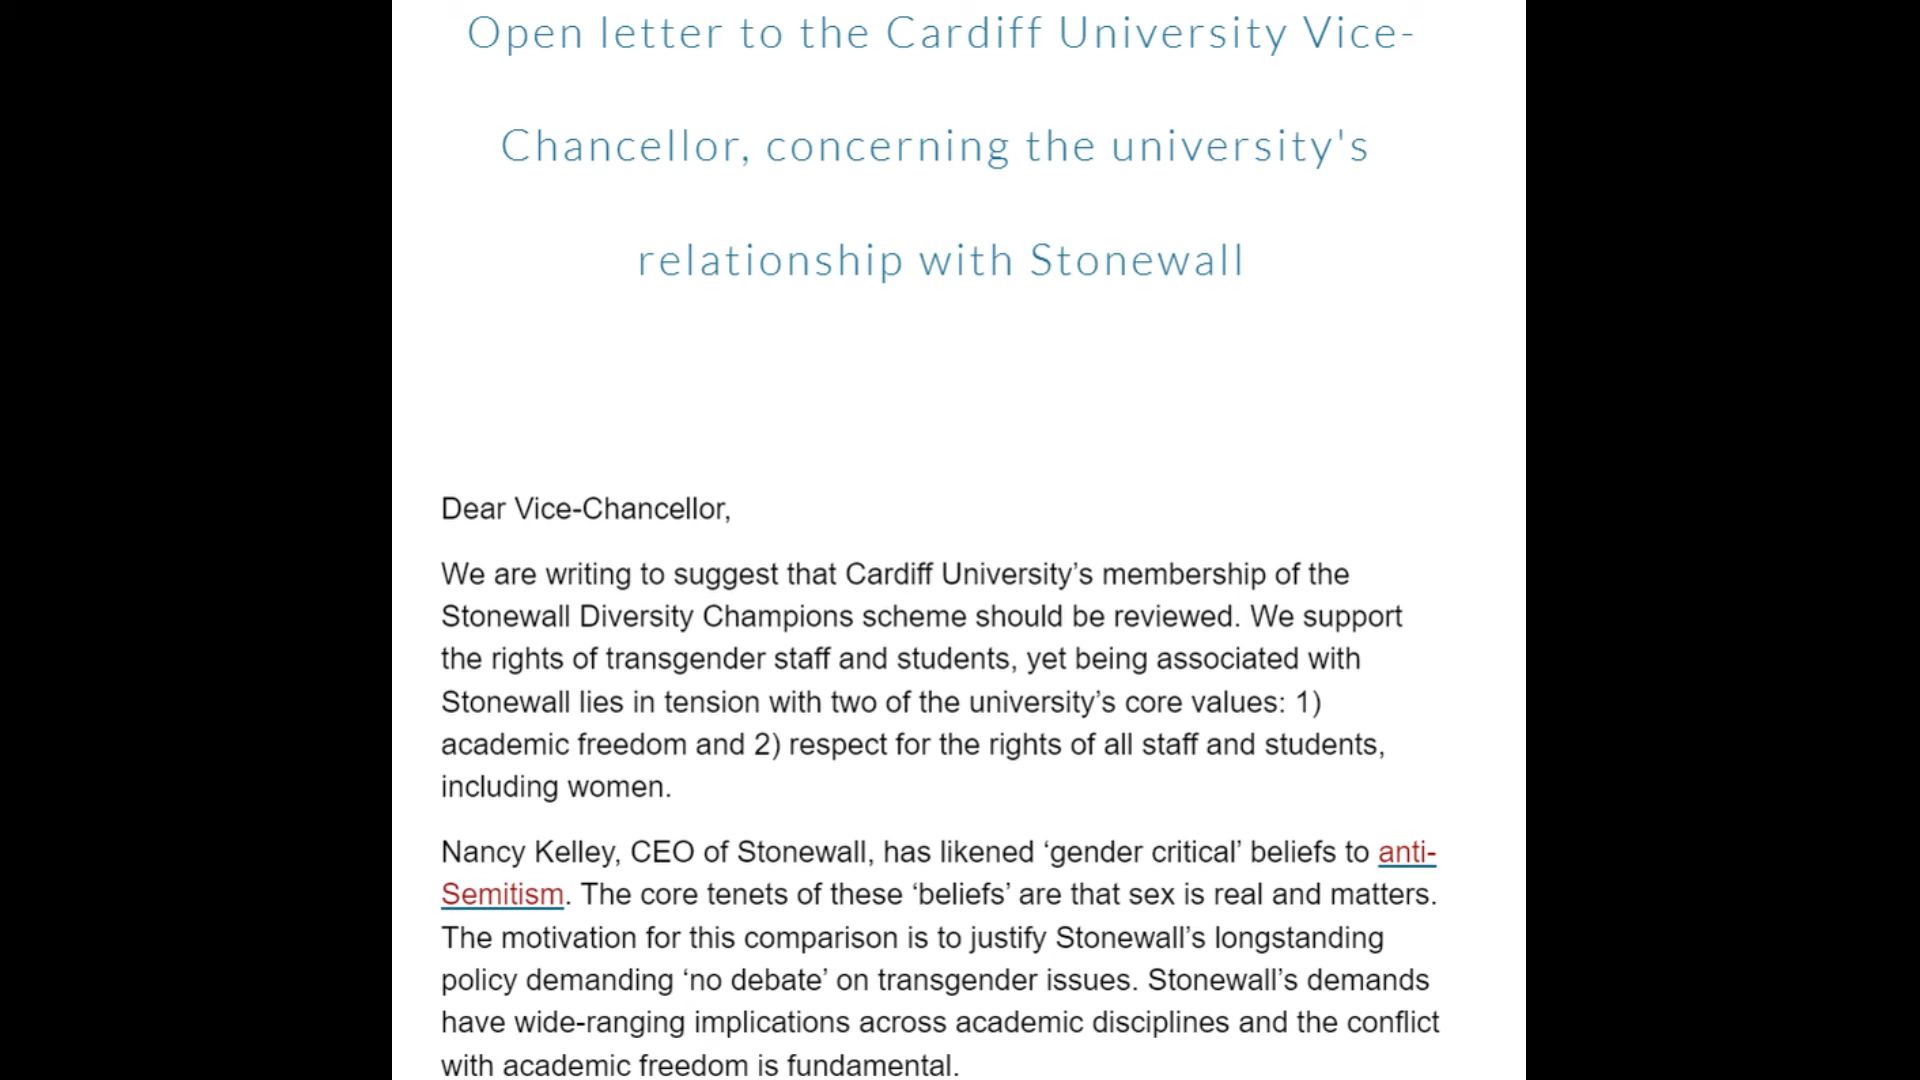 Open letter to the Cardiff University Vice-
Chancellor, concerning the university's
relationship with Stonewall
Dear Vice-Chancellor,
We are writing to suggest that Cardiff University’s membership of the
Stonewall Diversity Champions scheme should be reviewed. We support
the rights of transgender staff and students, yet being associated with
Stonewall lies in tension with two of the university’s core values: 1)
academic freedom and 2) respect for the rights of all staff and students,
including women.
Nancy Kelley, CEO of Stonewall, has likened ‘gender critical’ beliefs to anti-
Semitism. The core tenets of these ‘beliefs’ are that sex is real and matters.
The motivation for this comparison is to justify Stonewall’s longstanding
policy demanding ‘no debate’ on transgender issues. Stonewall’s demands
have wide-ranging implications across academic disciplines and the conflict
with academic freedom is fundamental.